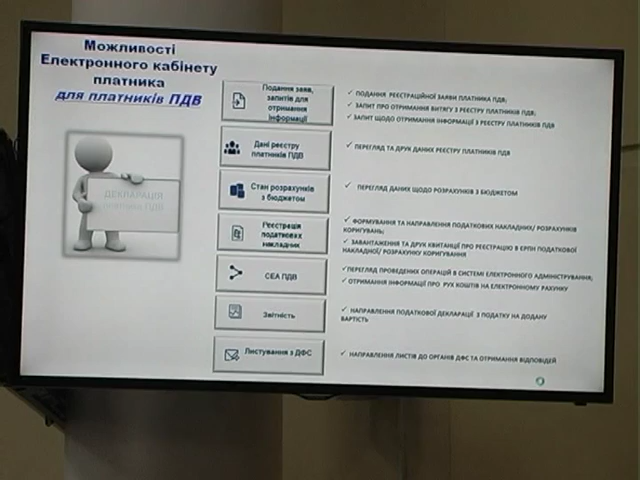 Можливості
Електронного кабінету
платника
для платників ПДВ
ДЕКЛАРАЦІЯ
платника ПДВ
Подання заяв,
запитів для
отримання
інформації
✓ ПОДАННЯ РЕЄСТРАЦІЙНОЇ ЗАЯВИ ПЛАТНИКА ПДВ;
✓ ЗАПИТ ПРО ОТРИМАННЯ ВИТЯГУ З РЕЄСТРУ ПЛАТНИКІВ ПДВ;
✓ ЗАПИТ ЩОДО ОТРИМАННЯ ІНФОРМАЦІЇ З РЕЄСТРУ ПЛАТНИКІВ ПДВ
Дані реєстру
платників ПДВ
✓ ПЕРЕГЛЯД ТА ДРУК ДАНИХ РЕЄСТРУ ПЛАТНИКІВ ПДВ
Стан розрахунків
з бюджетом
✓ ПЕРЕГЛЯД ДАНИХ ЩОДО РОЗРАХУНКІВ З БЮДЖЕТОМ
Реєстрація
податкових
накладних
✓ ФОРМУВАННЯ ТА НАПРАВЛЕННЯ ПОДАТКОВИХ НАКЛАДНИХ/ РОЗРАХУНКІВ
КОРИГУВАНЬ;
✓ ЗАВАНТАЖЕННЯ ТА ДРУК КВИТАНЦІЇ ПРО РЕЄСТРАЦІЮ В ЄРПН ПОДАТКОВОЇ
НАКЛАДНОЇ/ РОЗРАХУНКУ КОРИГУВАННЯ
СЕА ПДВ
✓ПЕРЕГЛЯД ПРОВЕДЕНИХ ОПЕРАЦІЙ В СИСТЕМІ ЕЛЕКТРОННОГО АДМІНІСТРУВАННЯ;
✓ ОТРИМАННЯ ІНФОРМАЦІЇ ПРО РУХ КОШТІВ НА ЕЛЕКТРОННОМУ РАХУНКУ
Звітність
✓ НАПРАВЛЕННЯ ПОДАТКОВОЇ ДЕКЛАРАЦІЇ З ПОДАТКУ НА ДОДАНУ
ВАРТІСТЬ
Листування з ДФС
✓ НАПРАВЛЕННЯ ЛИСТІВ ДО ОРГАНІВ ДФС ТА ОТРИМАННЯ ВІДПОВІДЕЙ